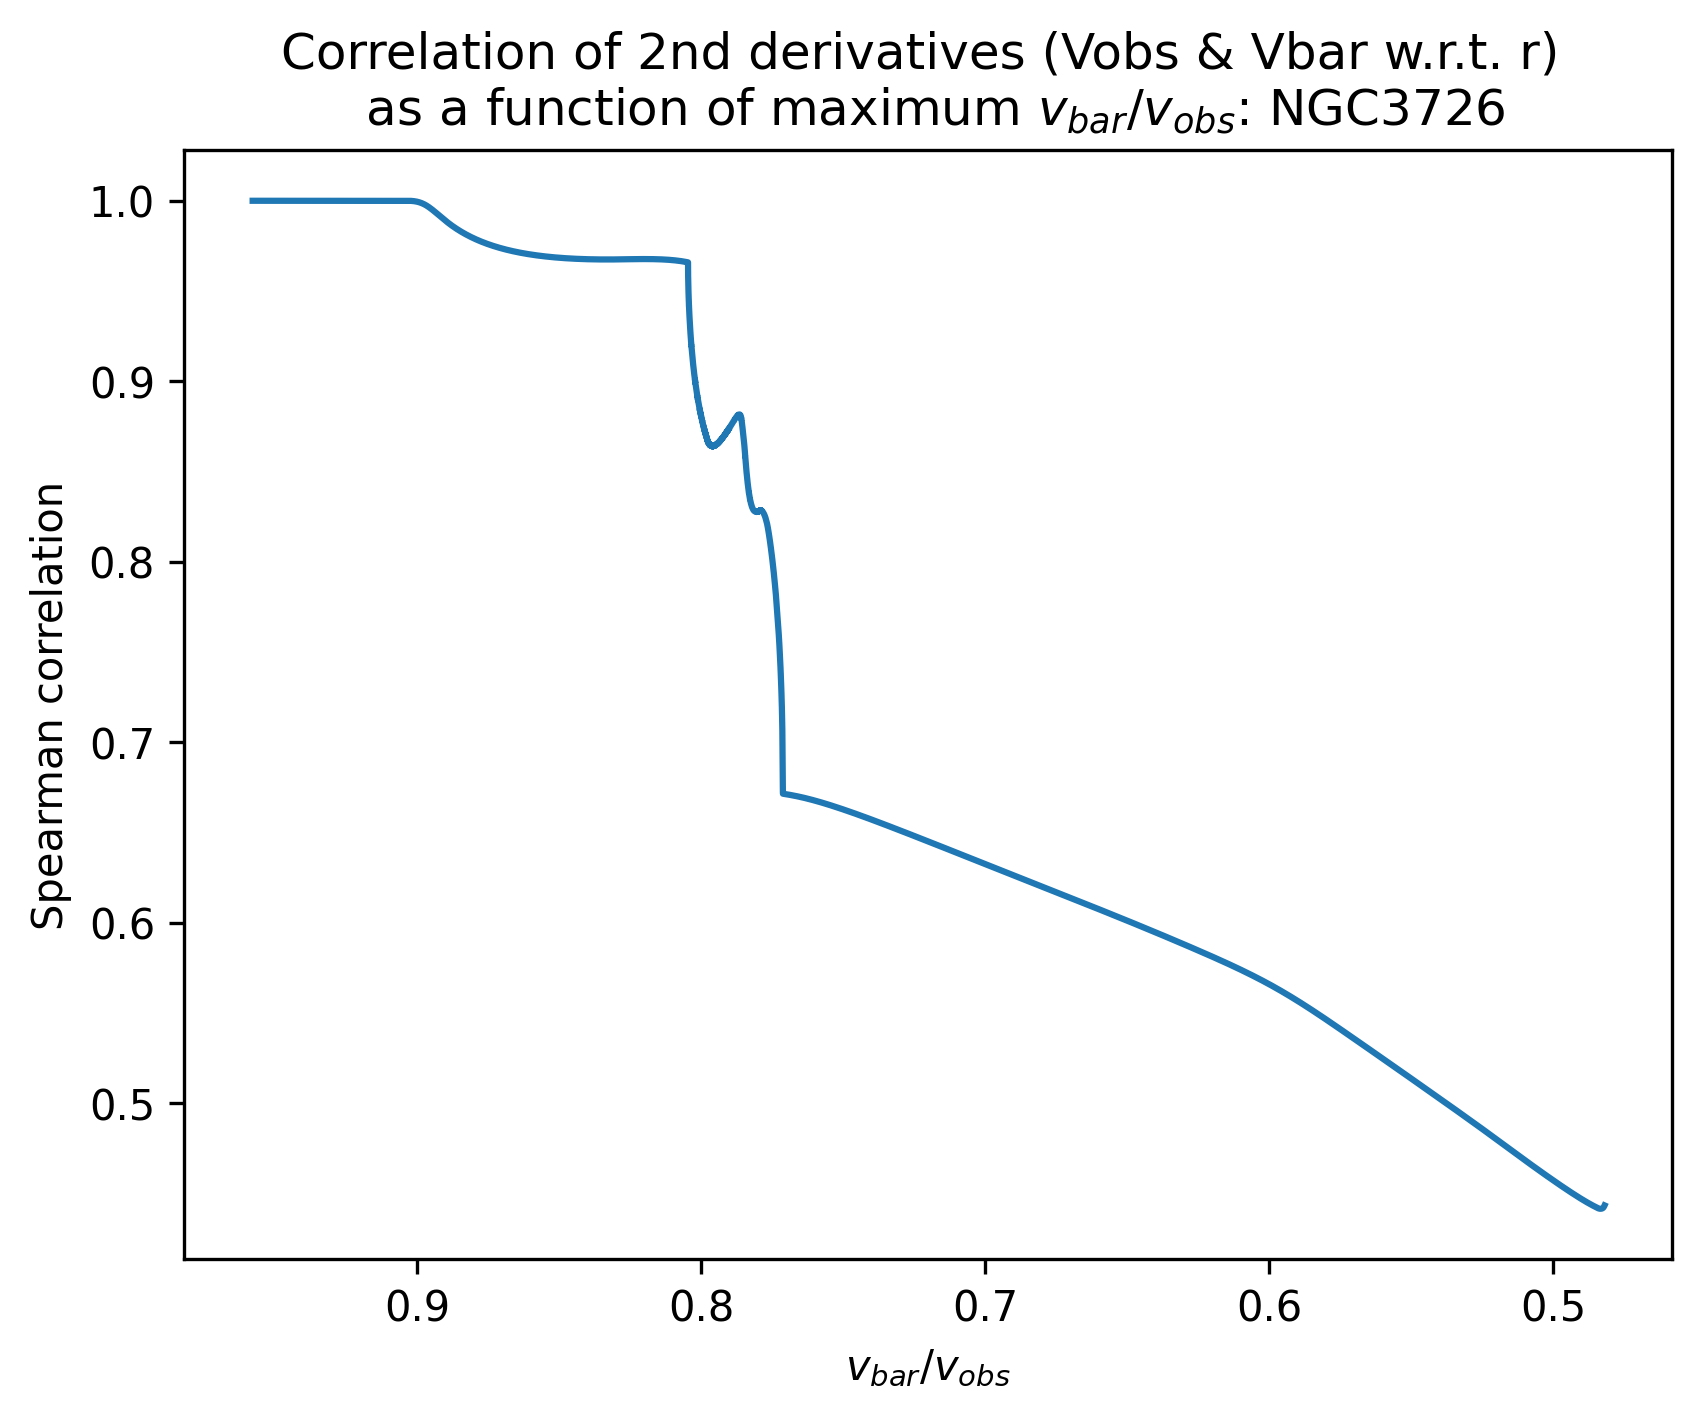 Correlation of 2nd derivatives (Vobs & Vbar w.r.t. r)
as a function of maximum v_bar/v_obs: NGC3726
1.0
0.9
0.8
0.7
0.6
0.5
Spearman correlation
0.9 0.8 0.7 0.6 0.5
v_bar/v_obs